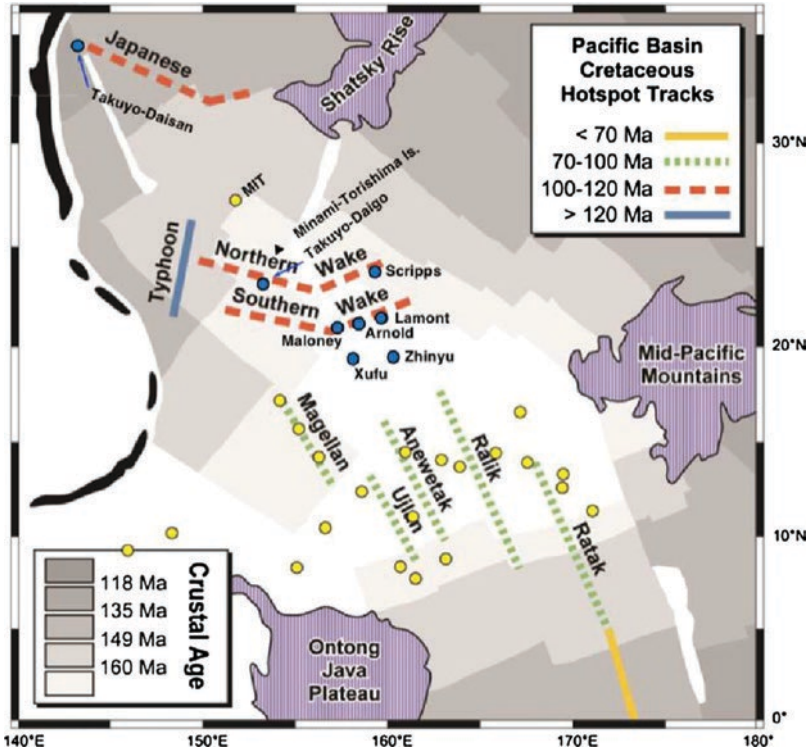 Japanese
Takuyo-Daisan
Shatsky Rise
Pacific Basin
Cretaceous
Hotspot Tracks
< 70 Ma
70-100 Ma
100-120 Ma
> 120 Ma
30°N
MIT
Minami-Torishima Is.
Takuyo-Daigo
Typhoon
Northern
Wake
Scripps
Southern
Wake
Lamont
Arnold
Maloney
20°N
Zhinyu
Xufu
Mid-Pacific
Mountains
Magellan
Anewetak
Ralik
Ujlan
Ratak
10°N
Crustal Age
118 Ma
135 Ma
149 Ma
160 Ma
Ontong
Java
Plateau
0°
140°E
150°E
160°E
170°E
180°